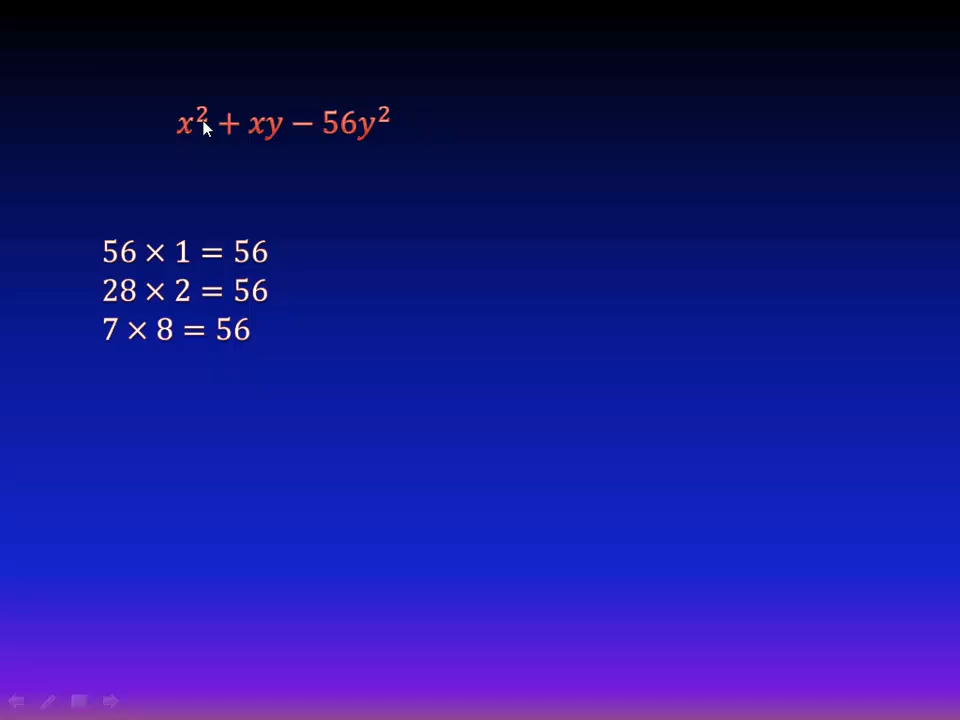 x² + xy − 56y²
56 × 1 = 56
28 × 2 = 56
7 × 8 = 56